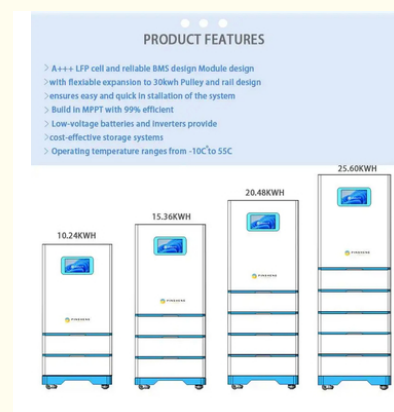 PRODUCT FEATURES
> A+++ LFP cell and reliable BMS design Module design
>with flexiable expansion to 30kwh Pulley and rail design
>ensures easy and quick in stallation of the system
> Build in MPPT with 99% efficient
> Low-voltage batteries and inverters provide
>cost-effective storage systems
> Operating temperature ranges from -10C°to 55C
25.60KWH
20.48KWH
15.36KWH
10.24KWH